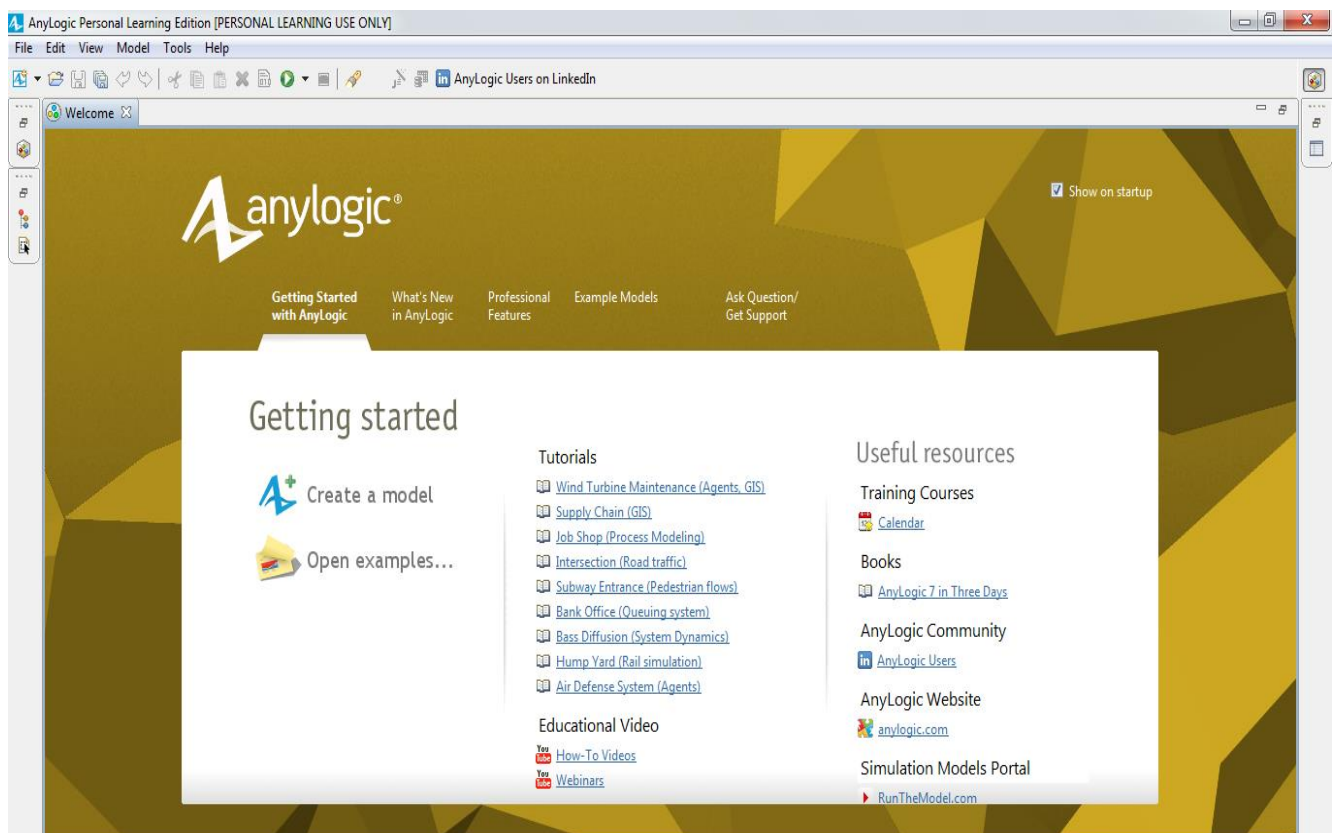 AnyLogic Personal Learning Edition [PERSONAL LEARNING USE ONLY]
File Edit View Model Tools Help
AnyLogic Users on LinkedIn
Welcome
anylogic®
Show on startup
Getting Started
with AnyLogic
What's New
in AnyLogic
Professional
Features
Example Models
Ask Question/
Get Support
Getting started
Create a model
Open examples...
Tutorials
Wind Turbine Maintenance (Agents, GIS)
Supply Chain (GIS)
Job Shop (Process Modeling)
Intersection (Road traffic)
Subway Entrance (Pedestrian flows)
Bank Office (Queuing system)
Bass Diffusion (System Dynamics)
Hump Yard (Rail simulation)
Air Defense System (Agents)
Educational Video
You Tube How-To Videos
You Tube Webinars
Useful resources
Training Courses
Calendar
Books
AnyLogic 7 in Three Days
AnyLogic Community
in AnyLogic Users
AnyLogic Website
anylogic.com
Simulation Models Portal
RunTheModel.com